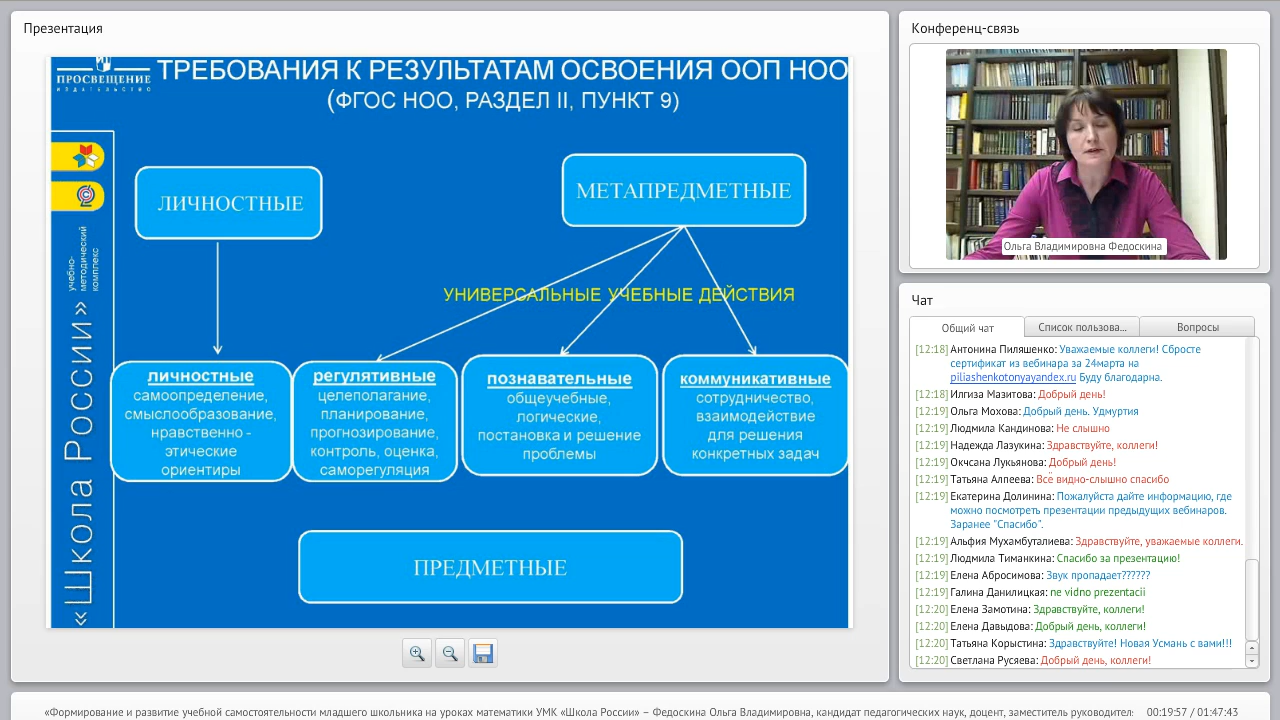 Презентация
ПРОСВЕЩЕНИЕ
ИЗДАТЕЛЬСТВО
ТРЕБОВАНИЯ К РЕЗУЛЬТАТАМ ОСВОЕНИЯ ООП НОО
(ФГОС НОО, РАЗДЕЛ II, ПУНКТ 9)
«Школа России»
учебно-
методический
комплекс
ЛИЧНОСТНЫЕ
МЕТАПРЕДМЕТНЫЕ
УНИВЕРСАЛЬНЫЕ УЧЕБНЫЕ ДЕЙСТВИЯ
личностные
самоопределение,
смыслообразование,
нравственно -
этические
ориентиры
регулятивные
целеполагание,
планирование,
прогнозирование,
контроль, оценка,
саморегуляция
познавательные
общеучебные,
логические,
постановка и решение
проблемы
коммуникативные
сотрудничество,
взаимодействие
для решения
конкретных задач
ПРЕДМЕТНЫЕ
Конференц-связь
Ольга Владимировна Федоскина
Чат
Общий чат
Список пользова...
Вопросы
[12:18] Антонина Пиляшенко: Уважаемые коллеги! Сбросте
сертификат из вебинара за 24марта на
piliashenkotonyayandex.ru Буду благодарна.
[12:18] Илгиза Мазитова: Добрый день!
[12:19] Ольга Мохова: Добрый день. Удмуртия
[12:19] Людмила Кандинова: Не слышно
[12:19] Надежда Лазукина: Здравствуйте, коллеги!
[12:19] Окчсана Лукьянова: Добрый день!
[12:19] Татьяна Алпеева: Всё видно-слышно спасибо
[12:19] Екатерина Долинина: Пожалуйста дайте информацию, где
можно посмотреть презентации предыдущих вебинаров.
Заранее "Спасибо".
[12:19] Альфия Мухамбуталиева: Здравствуйте, уважаемые коллеги.
[12:19] Людмила Тиманкина: Спасибо за презентацию!
[12:19] Елена Абросимова: Звук пропадает??????
[12:19] Галина Данилицкая: ne vidno prezentacii
[12:20] Елена Замотина: Здравствуйте, коллеги!
[12:20] Елена Давыдова: Добрый день, коллеги!
[12:20] Татьяна Корыстина: Здравствуйте! Новая Усмань с вами!!!
[12:20] Светлана Русяева: Добрый день, коллеги!
«Формирование и развитие учебной самостоятельности младшего школьника на уроках математики УМК «Школа России» – Федоскина Ольга Владимировна, кандидат педагогических наук, доцент, заместитель руководител 00:19:57 / 01:47:43